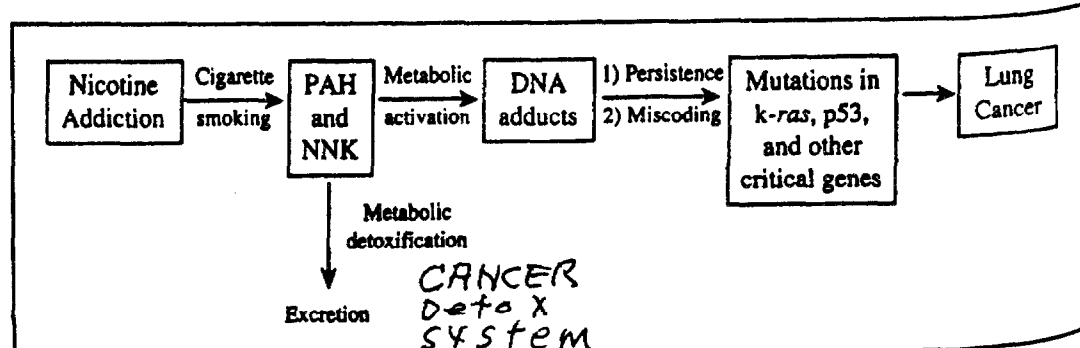 Nicotine
Addiction
Cigarette
smoking
PAH
and
NNK
Metabolic
activation
DNA
adducts
1) Persistence
2) Miscoding
Mutations in
k-ras, p53,
and other
critical genes
Lung
Cancer
Metabolic
detoxification
Excretion
CANCER
Detox
SYstem